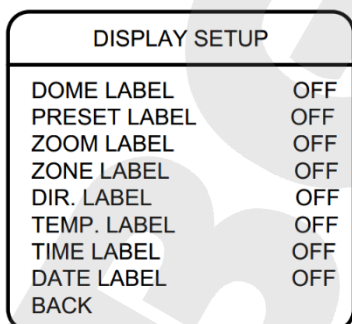 DISPLAY SETUP
DOME LABEL OFF
PRESET LABEL OFF
ZOOM LABEL OFF
ZONE LABEL OFF
DIR. LABEL OFF
TEMP. LABEL OFF
TIME LABEL OFF
DATE LABEL OFF
BACK